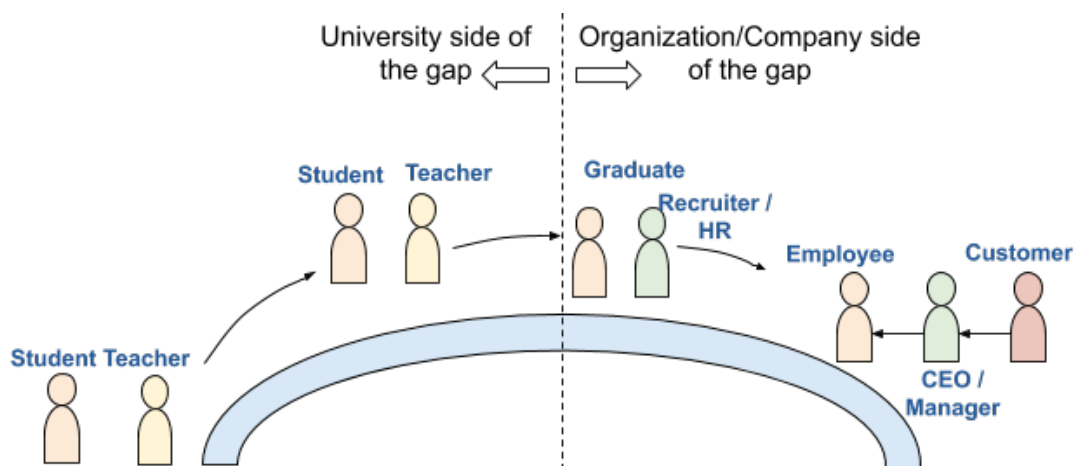 University side of
the gap
Organization/Company side
of the gap
Student Teacher
Graduate
Recruiter /
HR
Employee
Customer
Student Teacher
CEO /
Manager